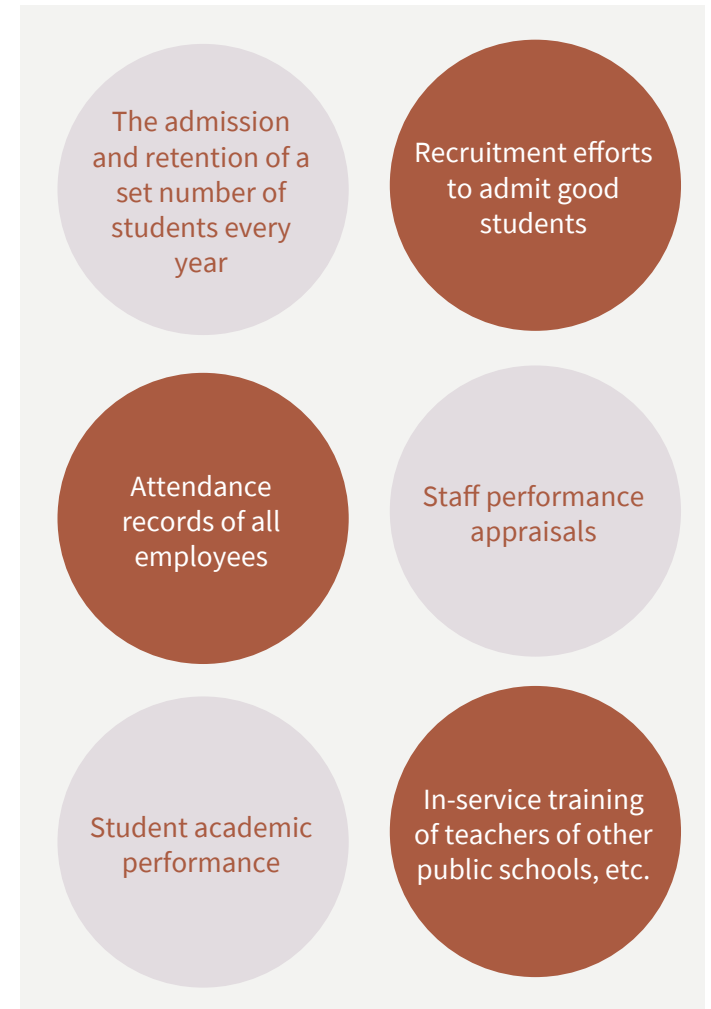 The admission
and retention of a
set number of
students every
year
Recruitment efforts
to admit good
students
Attendance
records of all
employees
Staff performance
appraisals
Student academic
performance
In-service training
of teachers of other
public schools, etc.